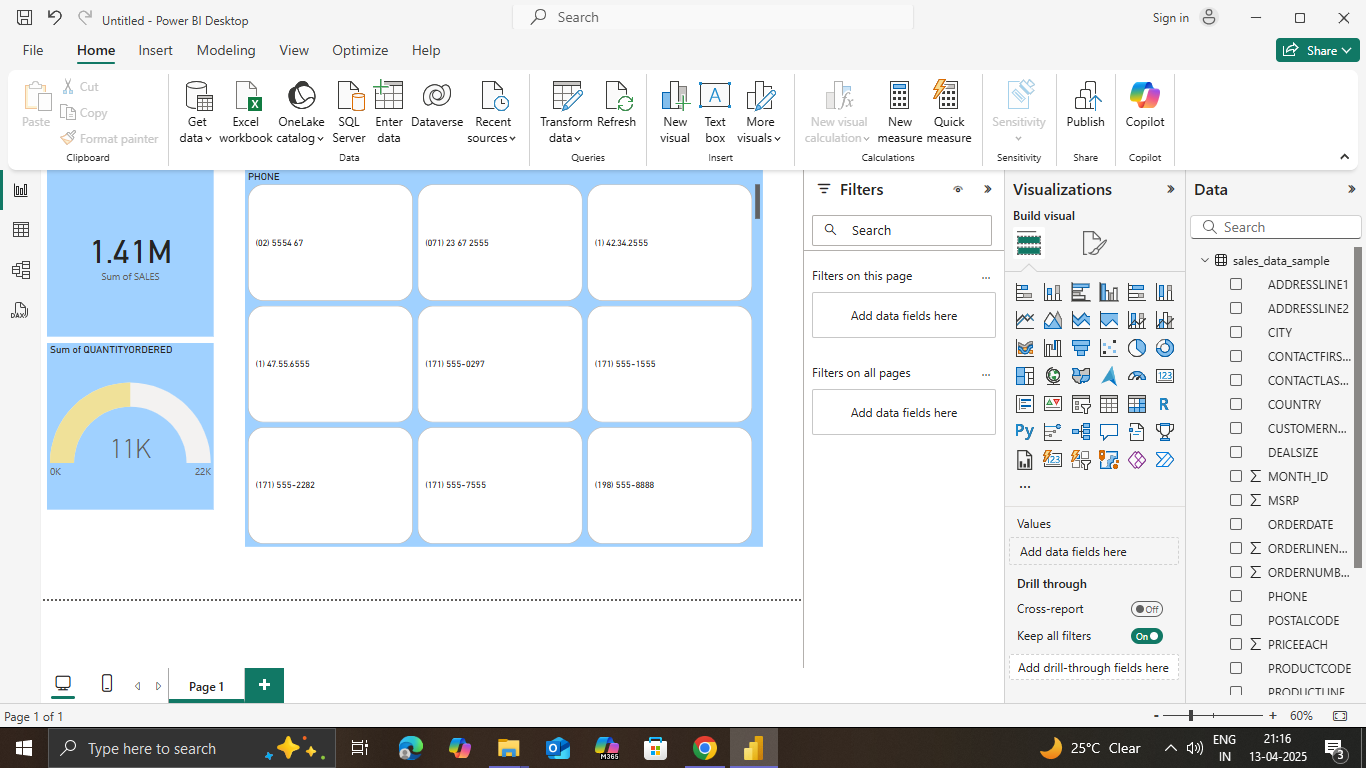 Untitled - Power BI Desktop
Search
Sign in
File
Home
Insert
Modeling
View
Optimize
Help
Share
Paste
Cut
Copy
Format painter
Clipboard
Get data
Excel workbook
OneLake catalog
SQL Server
Enter data
Dataverse
Recent sources
Data
Transform data
Refresh
Queries
New visual
Text box
More visuals
Insert
New visual calculation
New measure
Quick measure
Calculations
Sensitivity
Sensitivity
Publish
Share
Copilot
Copilot
1.41M
Sum of SALES
Sum of QUANTITYORDERED
11K
0K
22K
PHONE
(02) 5554 67
(071) 23 67 2555
(1) 42.34.2555
(1) 47.55.6555
(171) 555-0297
(171) 555-1555
(171) 555-2282
(171) 555-7555
(198) 555-8888
Filters
Search
Filters on this page
...
Add data fields here
Filters on all pages
...
Add data fields here
Visualizations
Build visual
123
R
Py
123
...
Values
Add data fields here
Drill through
Cross-report
Off
Keep all filters
On
Add drill-through fields here
Data
Search
sales_data_sample
ADDRESSLINE1
ADDRESSLINE2
CITY
CONTACTFIRS...
CONTACTLAS...
COUNTRY
CUSTOMERN...
DEALSIZE
MONTH_ID
MSRP
ORDERDATE
ORDERLINEN...
ORDERNUMB...
PHONE
POSTALCODE
PRICEEACH
PRODUCTCODE
PRODUCTLINE
DAX
Page 1
+
Page 1 of 1
- + 60%
Type here to search
M365
25°C Clear
ENG
IN
21:16
13-04-2025
3